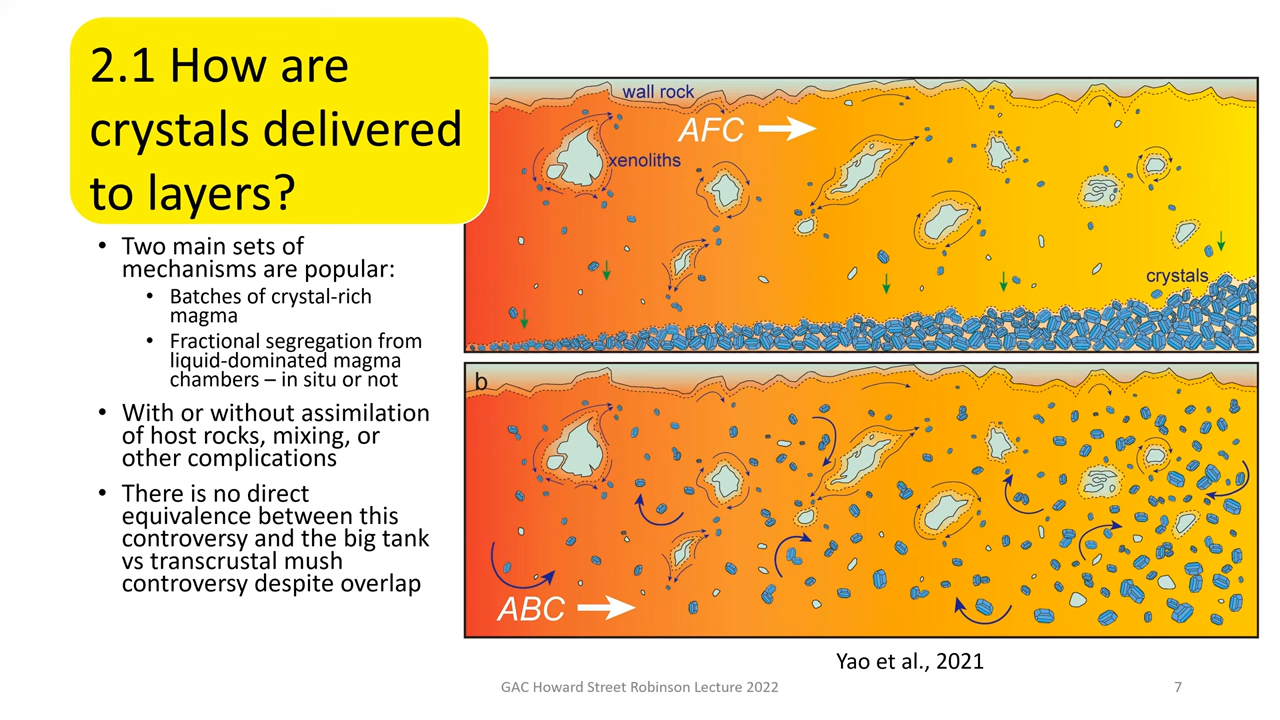 2.1 How are
crystals delivered
to layers?
• Two main sets of
mechanisms are popular:
• Batches of crystal-rich
magma
• Fractional segregation from
liquid-dominated magma
chambers – in situ or not
• With or without assimilation
of host rocks, mixing, or
other complications
• There is no direct
equivalence between this
controversy and the big tank
vs transcrustal mush
controversy despite overlap
wall rock
AFC
xenoliths
crystals
b
ABC
Yao et al., 2021
GAC Howard Street Robinson Lecture 2022
7